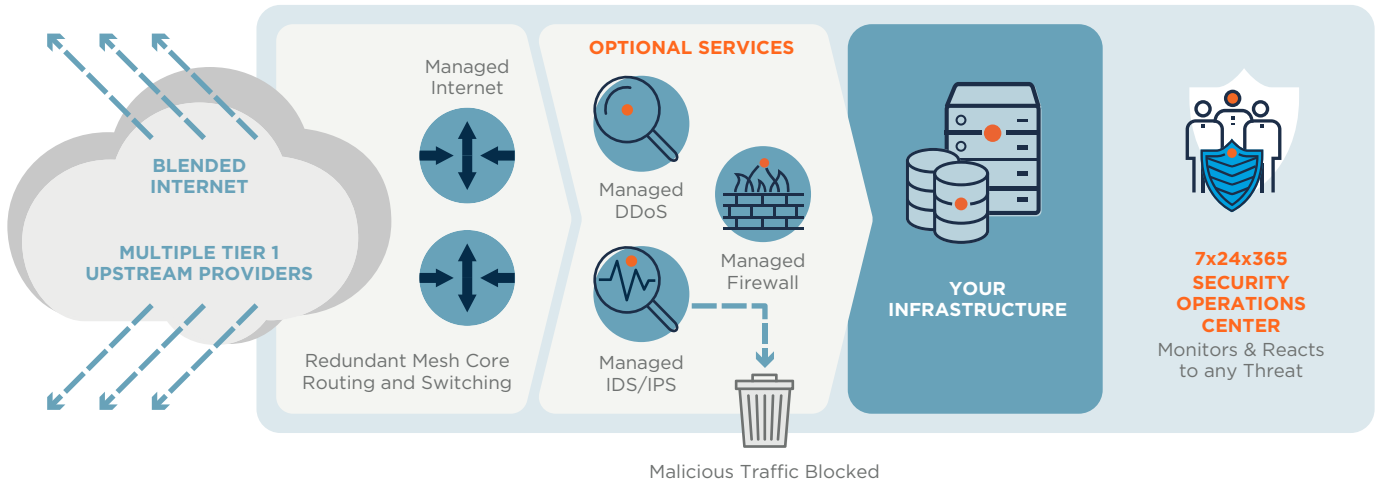 BLENDED
INTERNET
MULTIPLE TIER 1
UPSTREAM PROVIDERS
Managed
Internet
Redundant Mesh Core
Routing and Switching
OPTIONAL SERVICES
Managed
DDoS
Managed
Firewall
Managed
IDS/IPS
Malicious Traffic Blocked
YOUR
INFRASTRUCTURE
7x24x365
SECURITY
OPERATIONS
CENTER
Monitors & Reacts
to any Threat